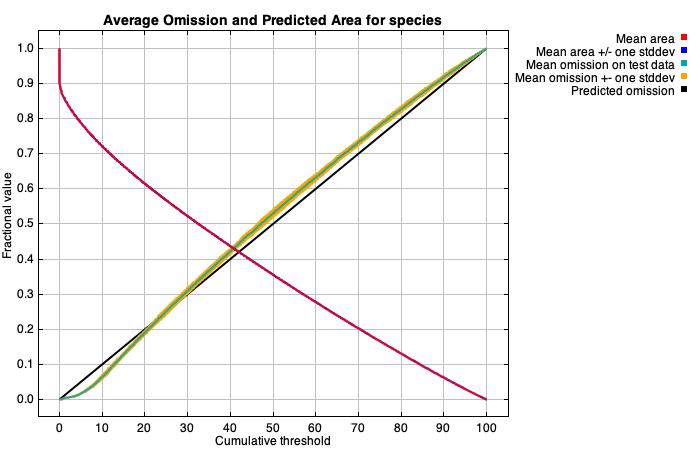 Average Omission and Predicted Area for species
Mean area
Mean area +/- one stddev
Mean omission on test data
Mean omission +- one stddev
Predicted omission
Fractional value
1.0
0.9
0.8
0.7
0.6
0.5
0.4
0.3
0.2
0.1
0.0
0 10 20 30 40 50 60 70 80 90 100
Cumulative threshold